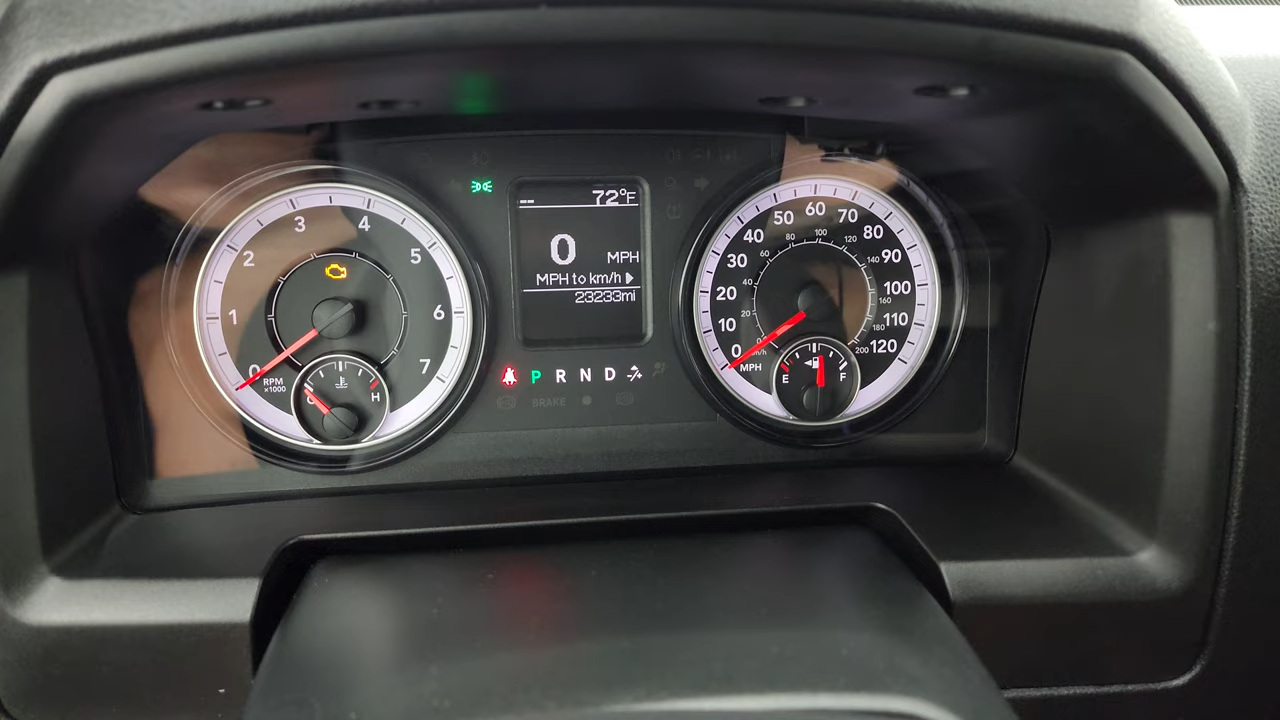 1 2 3 4 5 6 7
0
RPM
x1000
C H
-- 72°F
0 MPH
MPH to km/h
23233mi
P R N D
BRAKE
0 10 20 30 40 50 60 70 80 90 100 110 120
MPH
20 40 60 80 100 120 140 160 180 200
km/h
E F